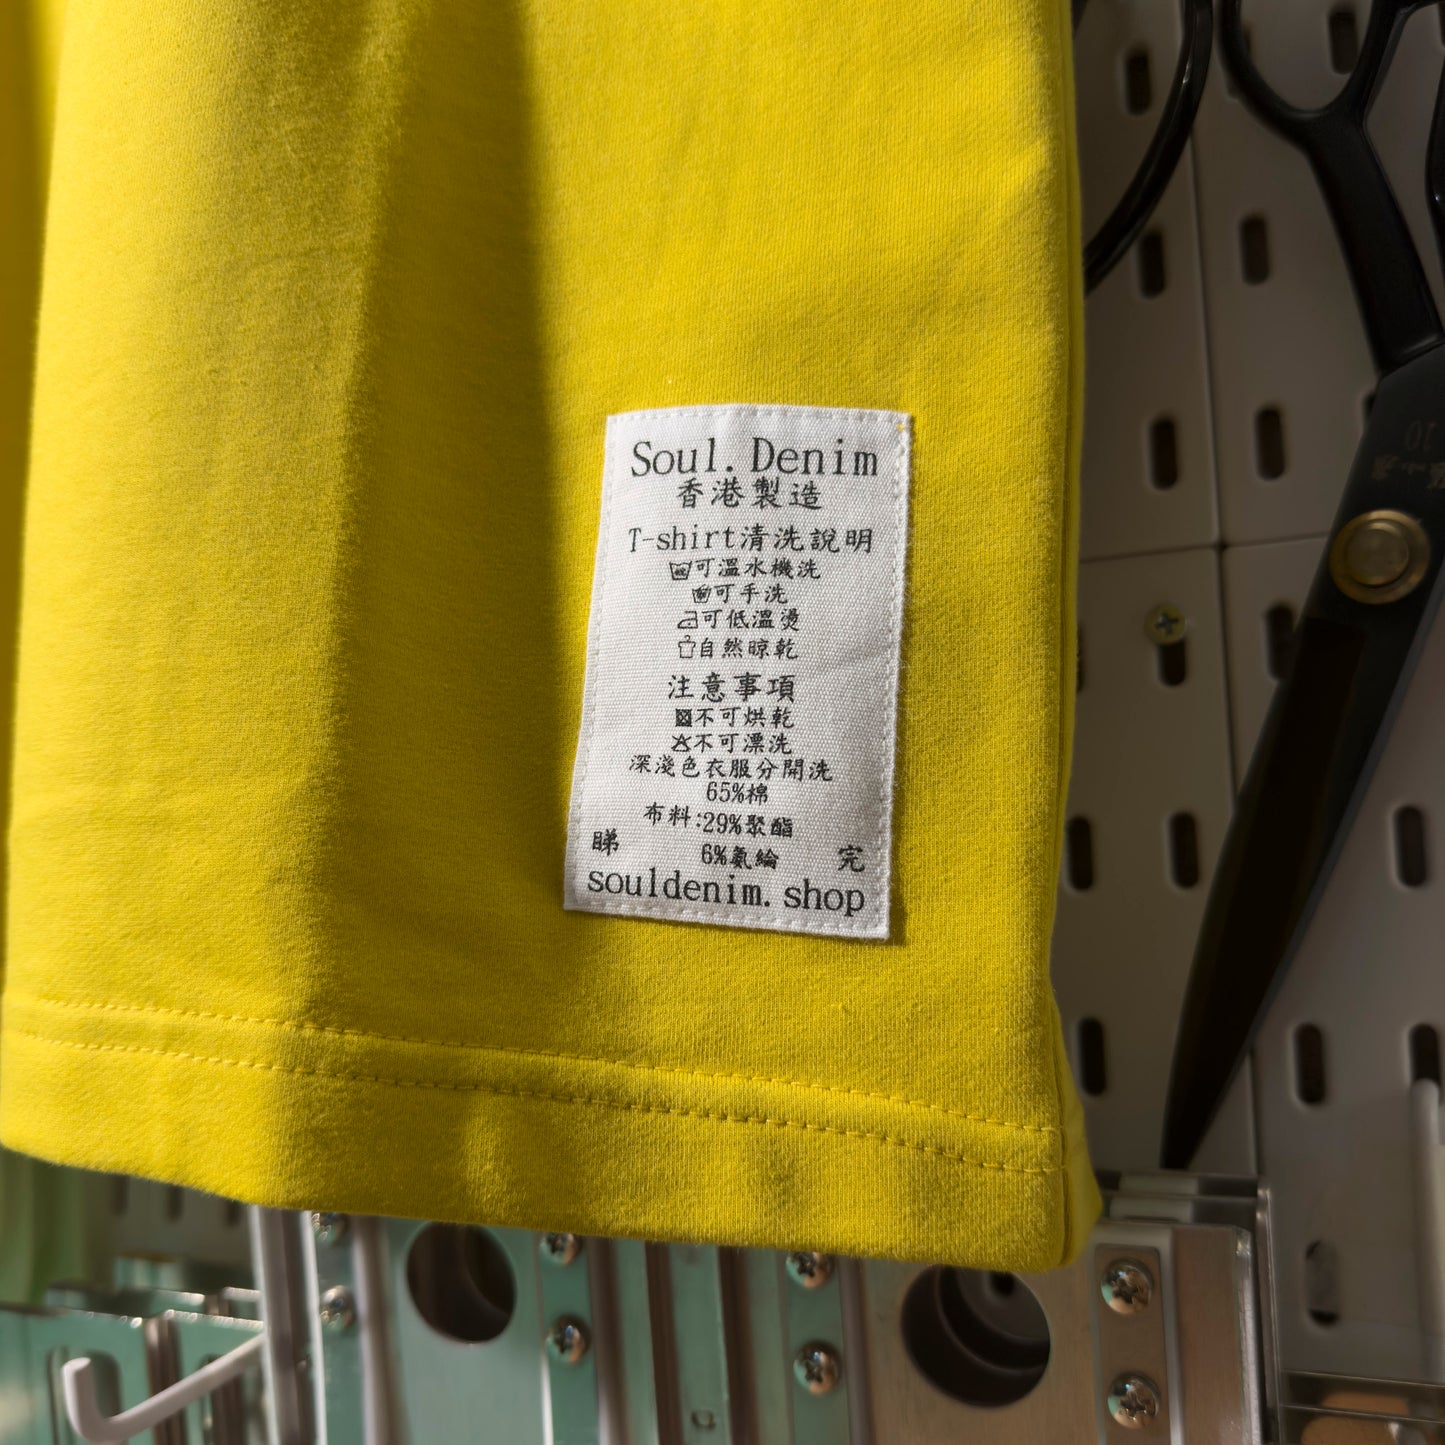 Soul.Denim
香港製造
T-shirt清洗說明
可溫水機洗
可手洗
可低溫燙
自然晾乾
注意事項
不可烘乾
不可漂洗
深淺色衣服分開洗
65%棉
布料:29%聚酯
6%氨綸
睇 完
souldenim.shop
10